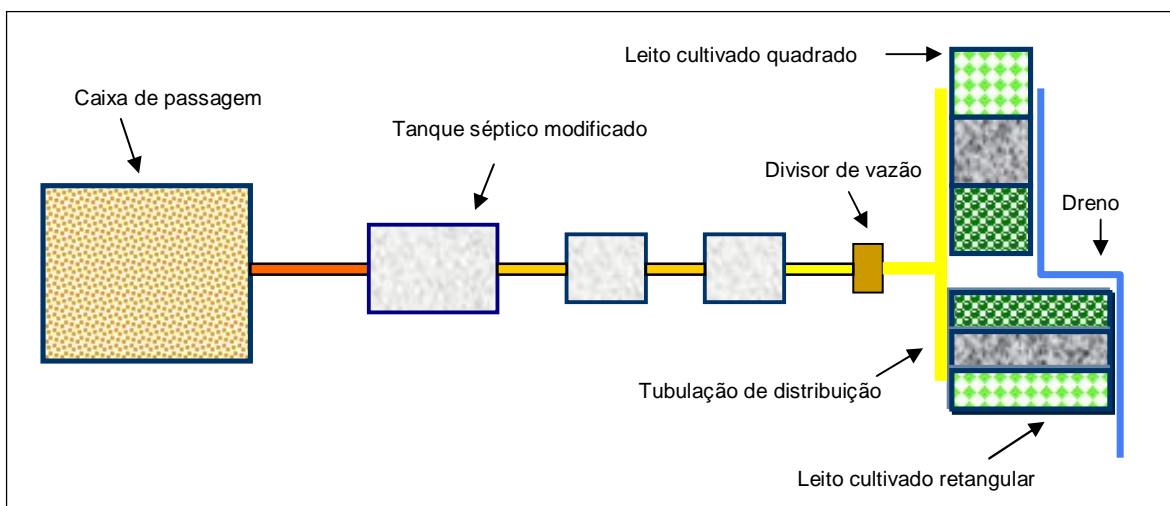 Leito cultivado quadrado
Caixa de passagem
Tanque séptico modificado
Divisor de vazão
Dreno
Tubulação de distribuição
Leito cultivado retangular